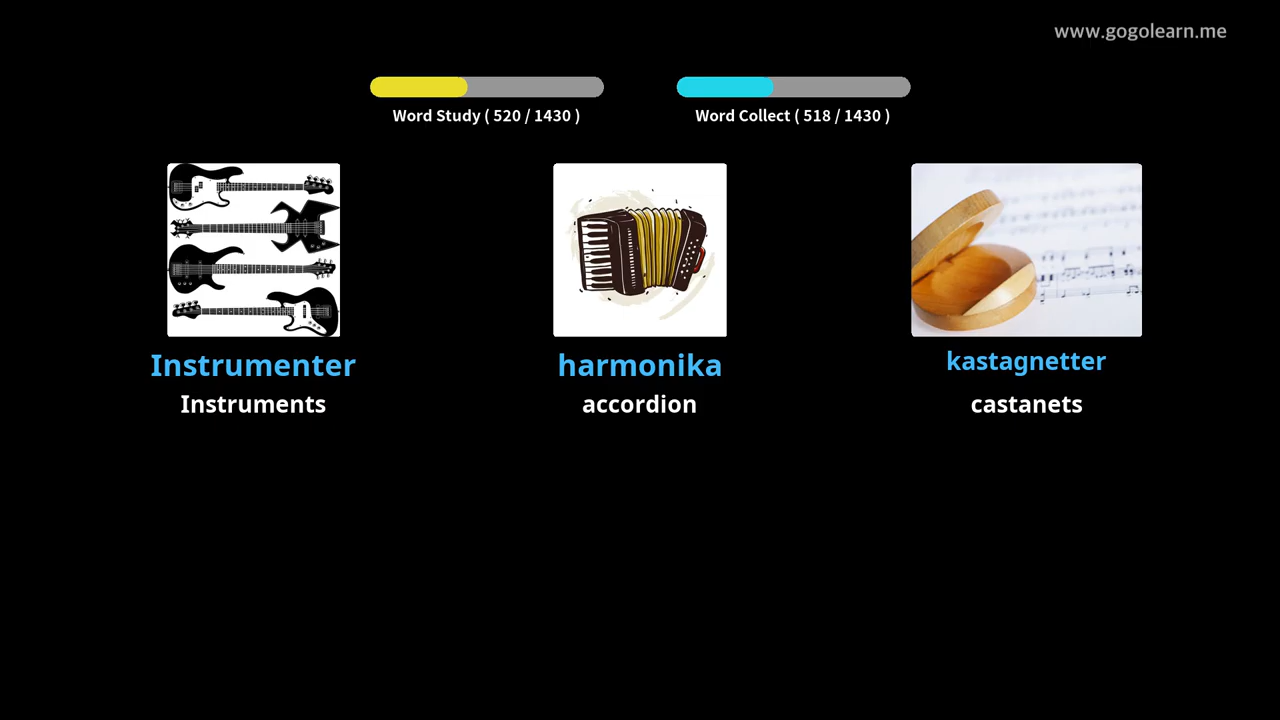 www.gogolearn.me
Word Study ( 520 / 1430 )
Word Collect ( 518 / 1430 )
Instrumenter
Instruments
harmonika
accordion
kastagnetter
castanets